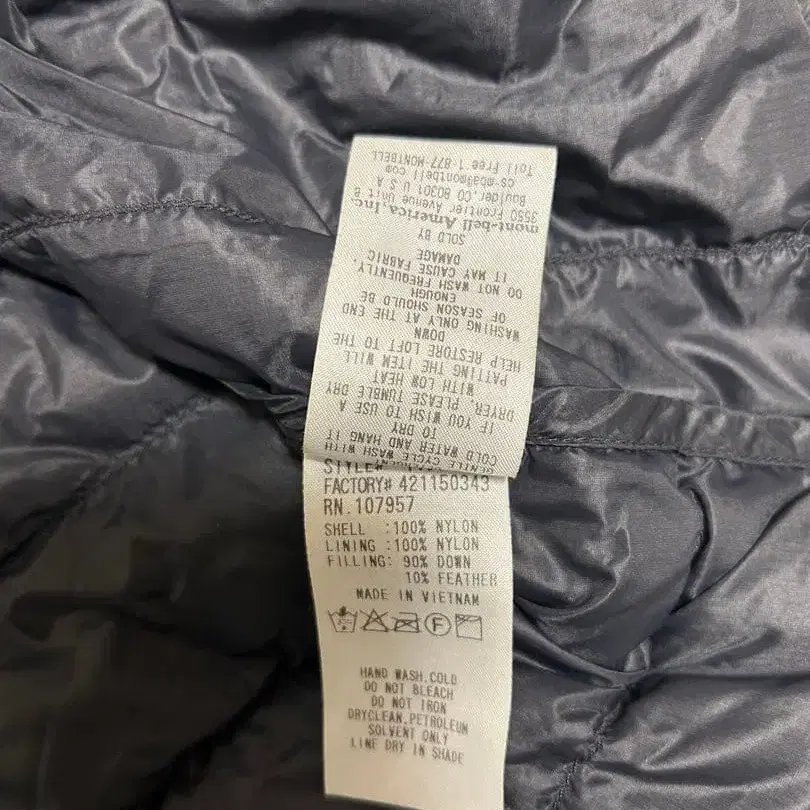 GENTLE CYCLE WASH WITH
COLD WATER AND HANG IT
TO DRY
IF YOU WISH TO USE A
DRYER, PLEASE TUMBLE DRY
WITH LOW HEAT
PATTING THE ITEM WILL
HELP RESTORE LOFT TO THE
DOWN
WASHING ONLY AT THE END
OF SEASON SHOULD BE
ENOUGH
DO NOT WASH FREQUENTLY,
IT MAY CAUSE FABRIC
DAMAGE
SOLD BY
mont-bell America, Inc.
3550 Frontier Avenue Unit B
Boulder, CO 80301 U S A
cs-mba@montbell.com
Toll Free 1-877-MONTBELL
STYLE#
FACTORY# 421150343
RN.107957
SHELL :100% NYLON
LINING :100% NYLON
FILLING: 90% DOWN
10% FEATHER
MADE IN VIETNAM
F
HAND WASH,COLD
DO NOT BLEACH
DO NOT IRON
DRYCLEAN,PETROLEUM
SOLVENT ONLY
LINE DRY IN SHADE